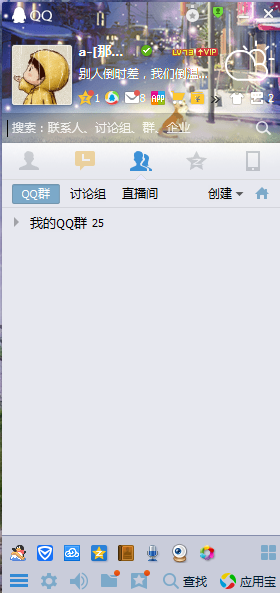 QQ
a-[那...
LV73 VIP
别人倒时差，我们倒温...
1 8 APP 2
搜索：联系人、讨论组、群、企业
QQ群 讨论组 直播间 创建
我的QQ群 25
查找 应用宝